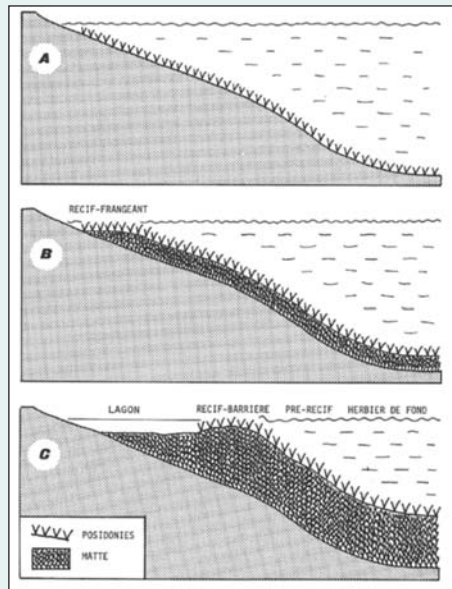 A
RECIF-FRANGEANT
B
LAGON RECIF-BARRIERE PRE-RECIF HERBIER DE FOND
C
POSIDONIES
MATTE